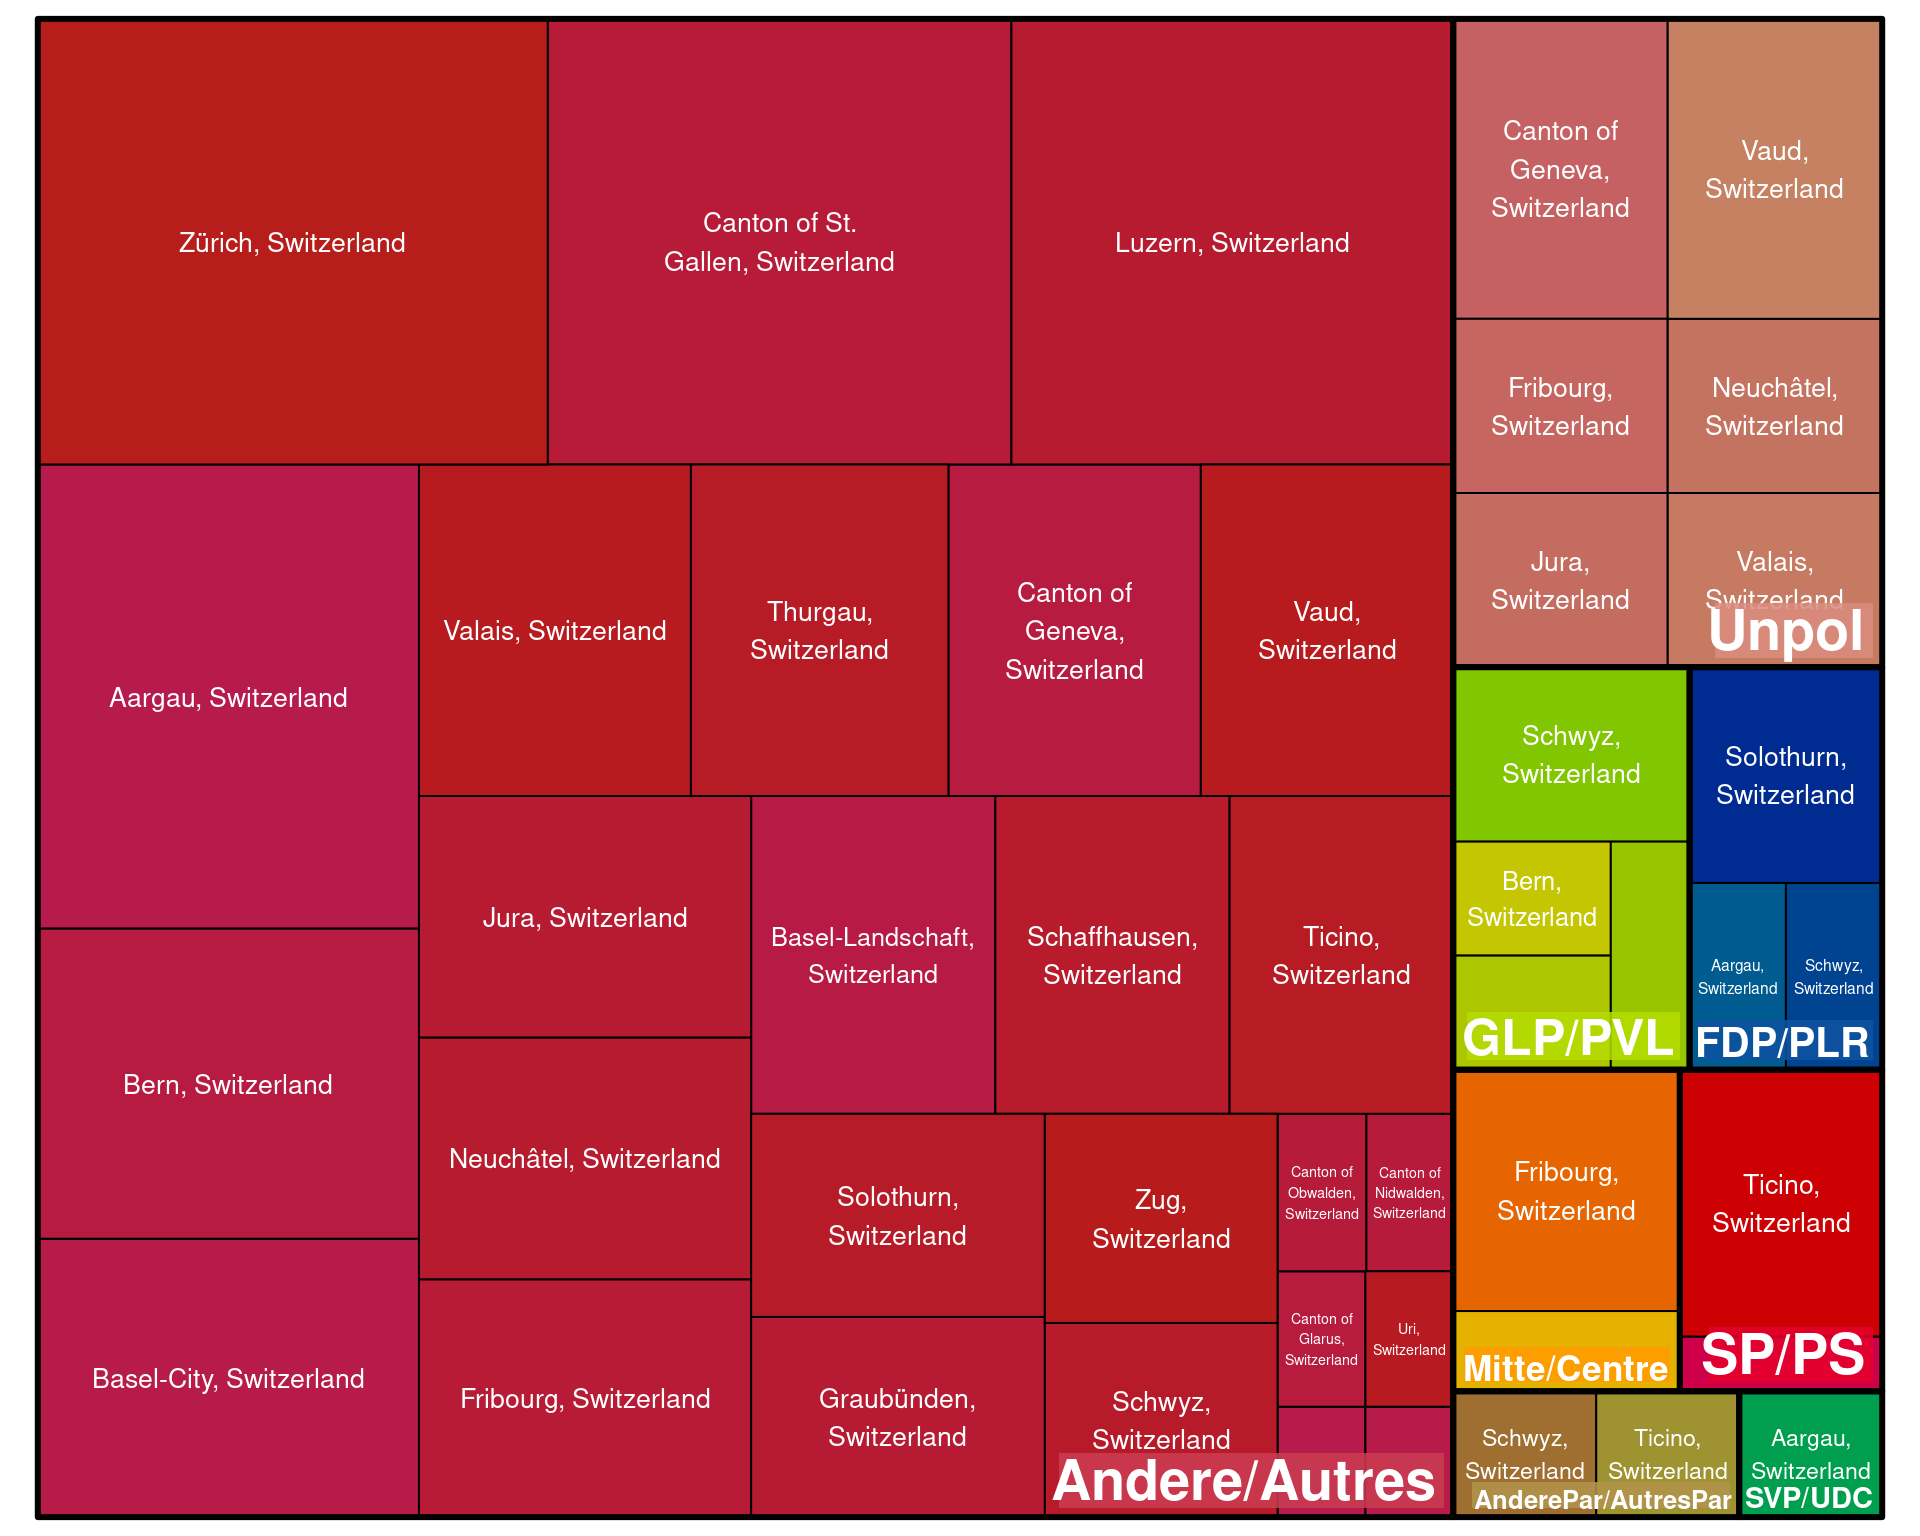 Zürich, Switzerland
Canton of St.
Gallen, Switzerland
Luzern, Switzerland
Aargau, Switzerland
Valais, Switzerland
Thurgau,
Switzerland
Canton of
Geneva,
Switzerland
Vaud,
Switzerland
Bern, Switzerland
Jura, Switzerland
Basel-Landschaft,
Switzerland
Schaffhausen,
Switzerland
Ticino,
Switzerland
Neuchâtel, Switzerland
Basel-City, Switzerland
Fribourg, Switzerland
Solothurn,
Switzerland
Zug,
Switzerland
Canton of
Obwalden,
Switzerland
Canton of
Nidwalden,
Switzerland
Canton of
Glarus,
Switzerland
Uri,
Switzerland
Graubünden,
Switzerland
Schwyz,
Switzerland
Andere/Autres
Canton of
Geneva,
Switzerland
Vaud,
Switzerland
Fribourg,
Switzerland
Neuchâtel,
Switzerland
Jura,
Switzerland
Valais,
Switzerland
Unpol
Schwyz,
Switzerland
Bern,
Switzerland
GLP/PVL
Solothurn,
Switzerland
Aargau,
Switzerland
Schwyz,
Switzerland
FDP/PLR
Fribourg,
Switzerland
Mitte/Centre
Ticino,
Switzerland
SP/PS
Schwyz,
Switzerland
Ticino,
Switzerland
AnderePar/AutresPar
Aargau,
Switzerland
SVP/UDC